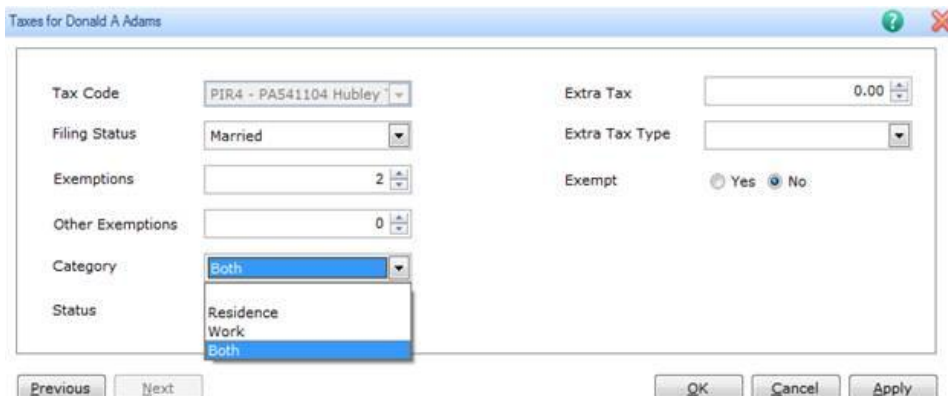 Taxes for Donald A Adams
Tax Code PIR4 - PA541104 Hubley Extra Tax 0.00
Filing Status Married Extra Tax Type
Exemptions 2 Exempt Yes No
Other Exemptions 0
Category Both
Status
Residence
Work
Both
Previous Next OK Cancel Apply